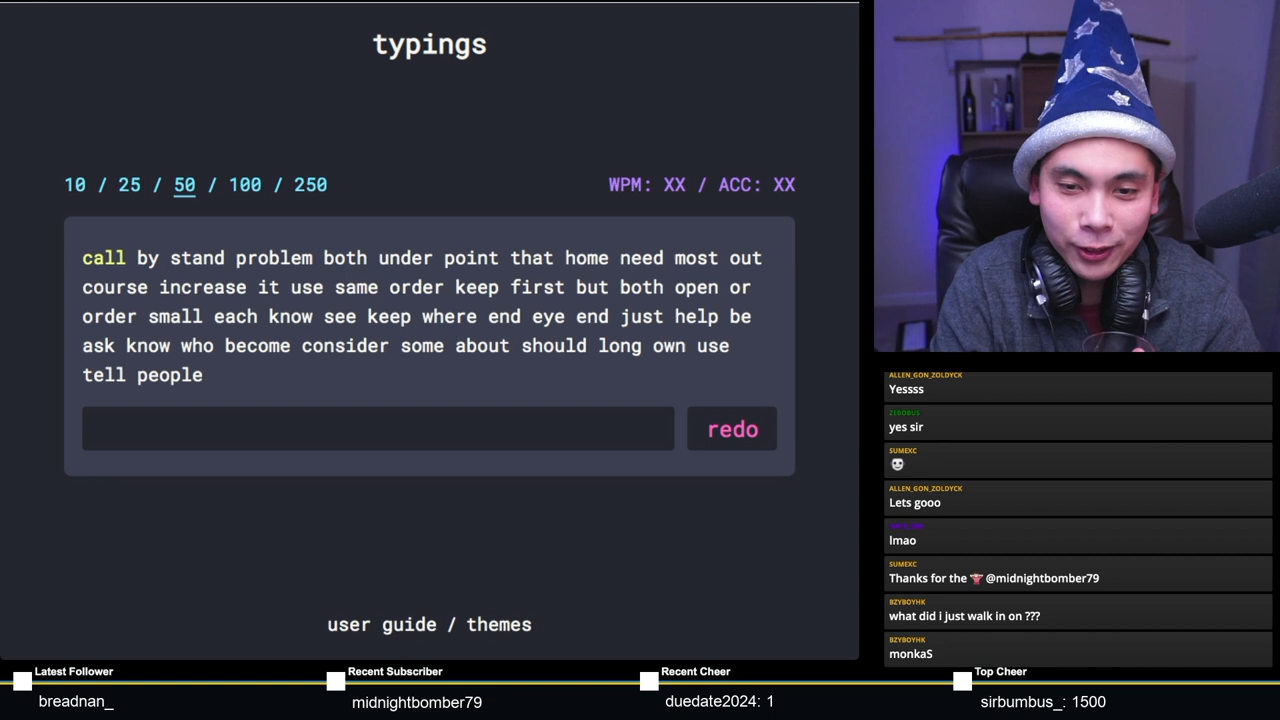 typings
10 / 25 / 50 / 100 / 250
WPM: XX / ACC: XX
call by stand problem both under point that home need most out
course increase it use same order keep first but both open or
order small each know see keep where end eye end just help be
ask know who become consider some about should long own use
tell people
redo
user guide / themes
ALLEN_GON_ZOLDYCK
Yessss
ZEROBUS
yes sir
SUMEXC
ALLEN_GON_ZOLDYCK
Lets gooo
lmao
SUMEXC
Thanks for the @midnightbomber79
BZYBOYHK
what did i just walk in on ???
BZYBOYHK
monkaS
Latest Follower
breadnan_
Recent Subscriber
midnightbomber79
Recent Cheer
duedate2024: 1
Top Cheer
sirbumbus_: 1500